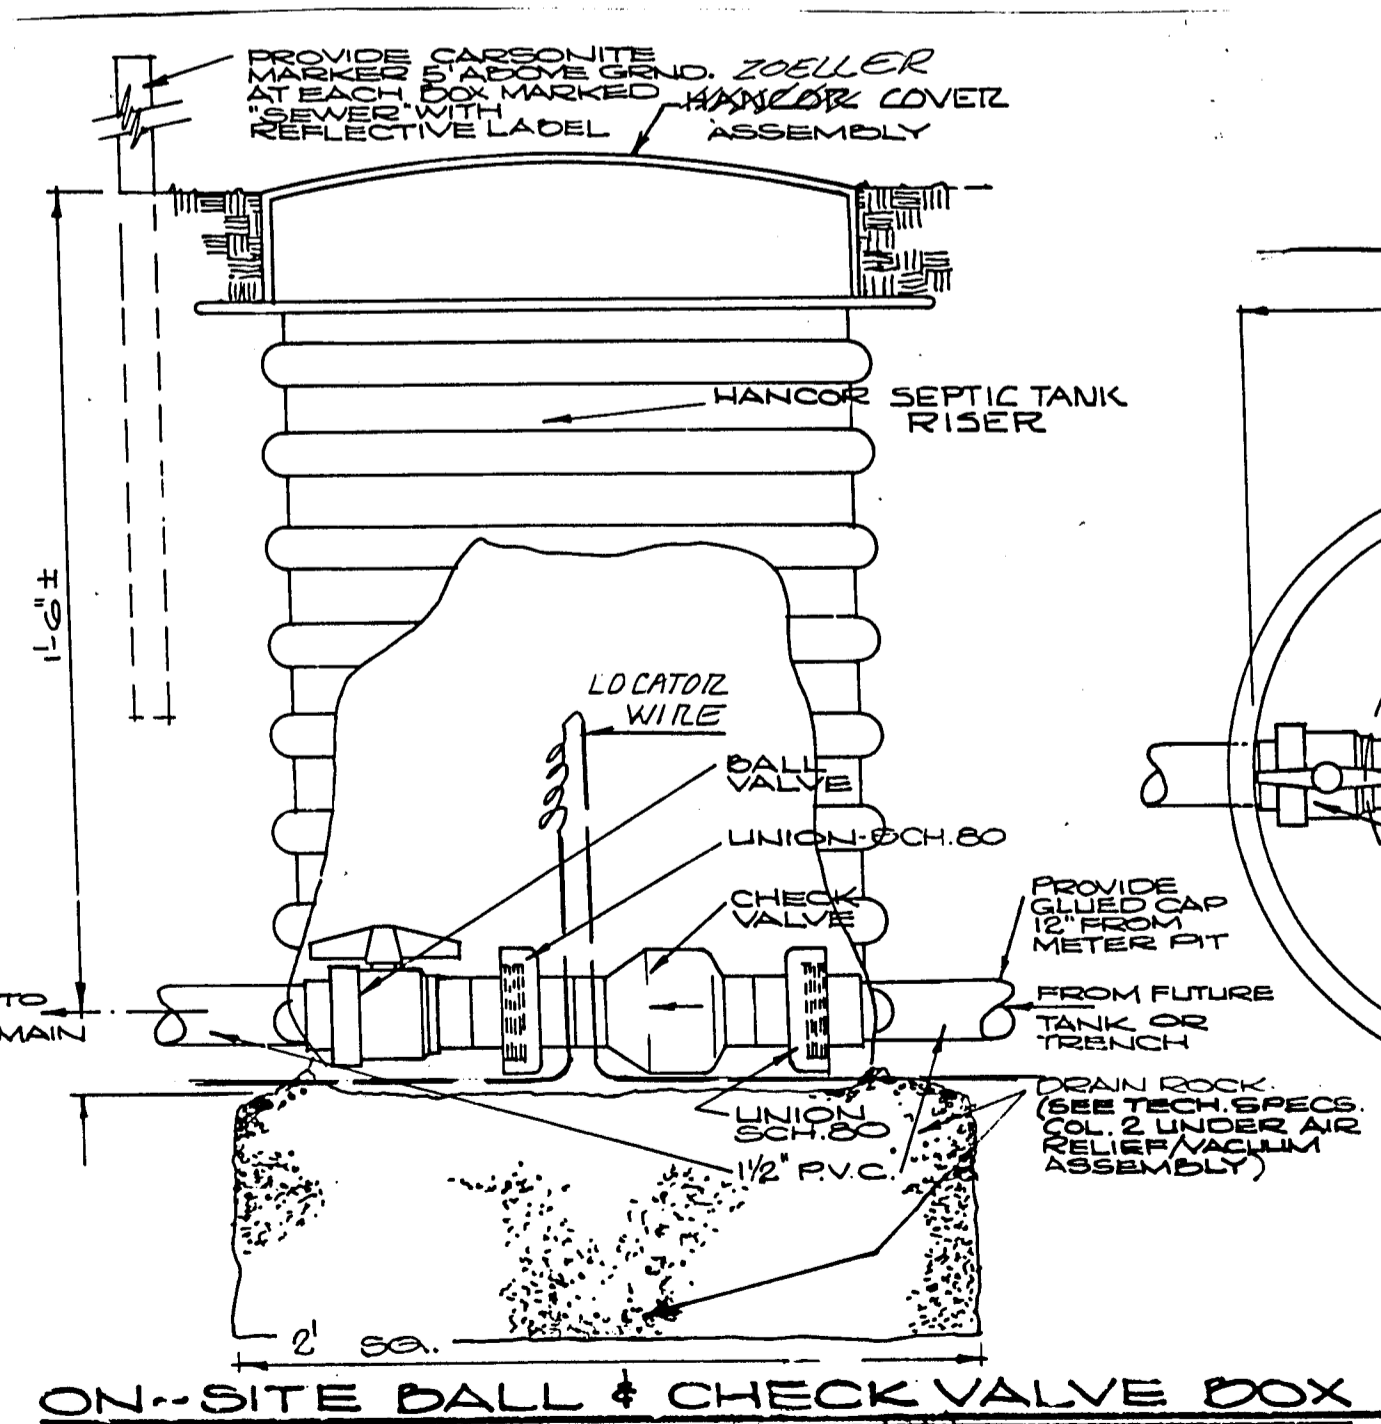 PROVIDE CARSONITE
MARKER 5' ABOVE GRND.
AT EACH BOX MARKED
"SEWER" WITH
REFLECTIVE LABEL
ZOELLER
HANCOR COVER
ASSEMBLY
HANCOR SEPTIC TANK
RISER
1'-6" ±
LOCATOR
WIRE
BALL
VALVE
UNION-SCH.80
CHECK
VALVE
PROVIDE
GLUED CAP
12" FROM
METER PIT
TO
MAIN
FROM FUTURE
TANK OR
TRENCH
DRAIN ROCK
(SEE TECH. SPECS.
COL. 2 UNDER AIR
RELIEF/VACUUM
ASSEMBLY)
UNION
SCH.80
1 1/2" P.V.C.
2' SQ.
ON--SITE BALL & CHECK VALVE BOX